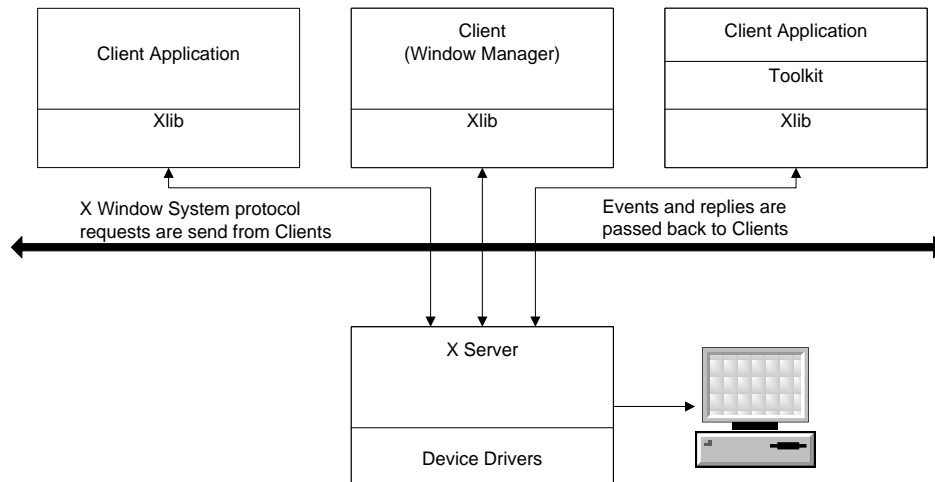 Client Application
Xlib
Client
(Window Manager)
Xlib
Client Application
Toolkit
Xlib
X Window System protocol
requests are send from Clients
Events and replies are
passed back to Clients
X Server
Device Drivers